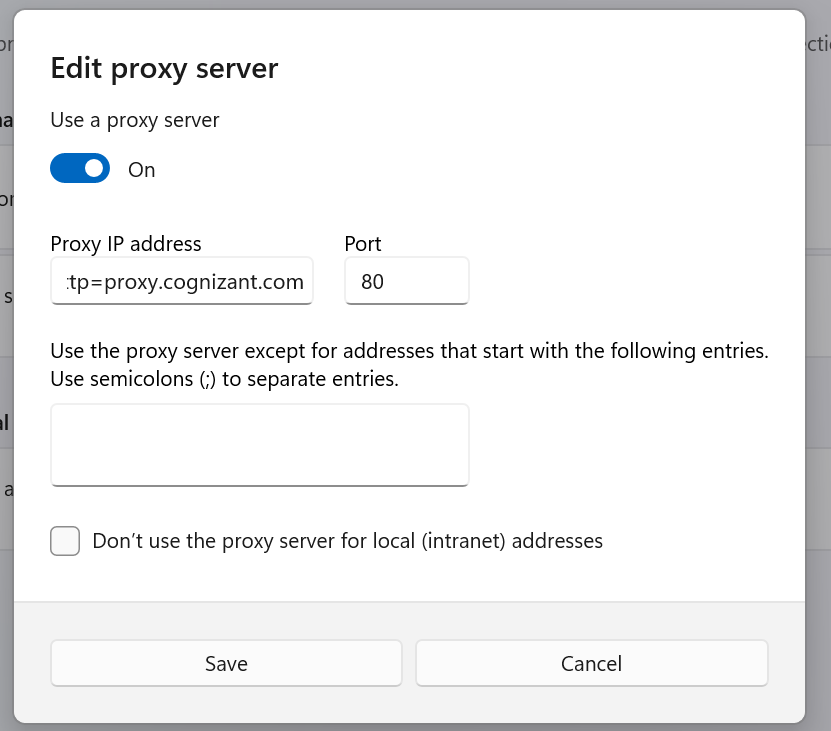 Edit proxy server
Use a proxy server
On
Proxy IP address Port
tp=proxy.cognizant.com 80
Use the proxy server except for addresses that start with the following entries.
Use semicolons (;) to separate entries.
Don’t use the proxy server for local (intranet) addresses
Save Cancel